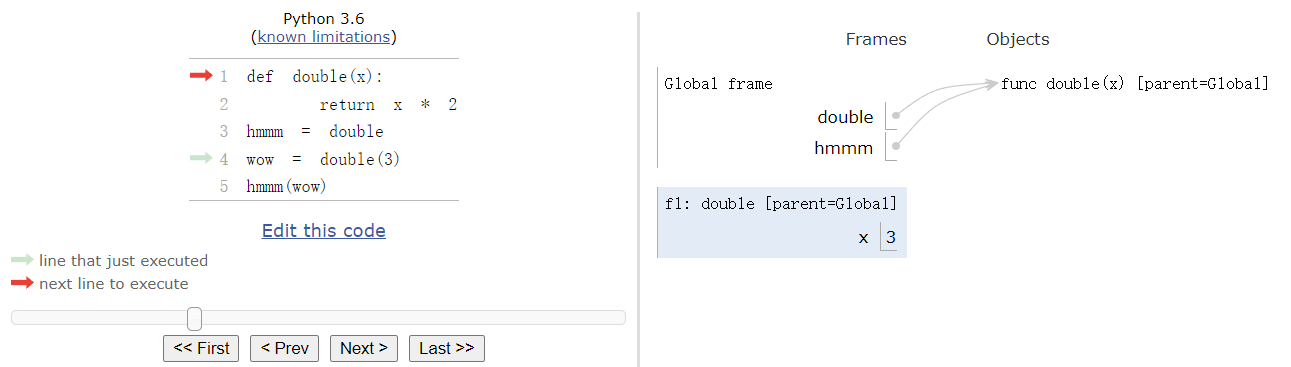 Python 3.6
(known limitations)
1 def double(x):
2 return x * 2
3 hmmm = double
4 wow = double(3)
5 hmmm(wow)
Edit this code
line that just executed
next line to execute
<< First < Prev Next > Last >>
Frames Objects
Global frame func double(x) [parent=Global]
double
hmmm
f1: double [parent=Global]
x 3